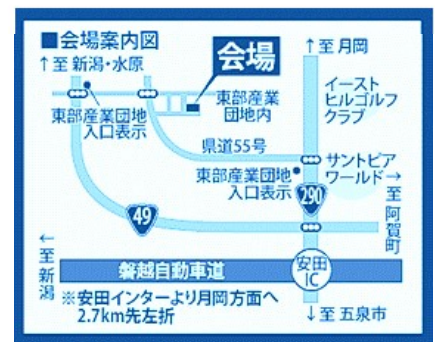 ■会場案内図
↑至 新潟・水原
会場
↑至 月岡
東部産業団地
入口表示
東部産業
団地内
イースト
ヒルゴルフ
クラブ
県道55号
東部産業団地
入口表示
サントピア
ワールド
290
49
→至 阿賀町
←至 新潟
磐越自動車道
安田
IC
※安田インターより月岡方面へ
2.7km先左折
↓至 五泉市